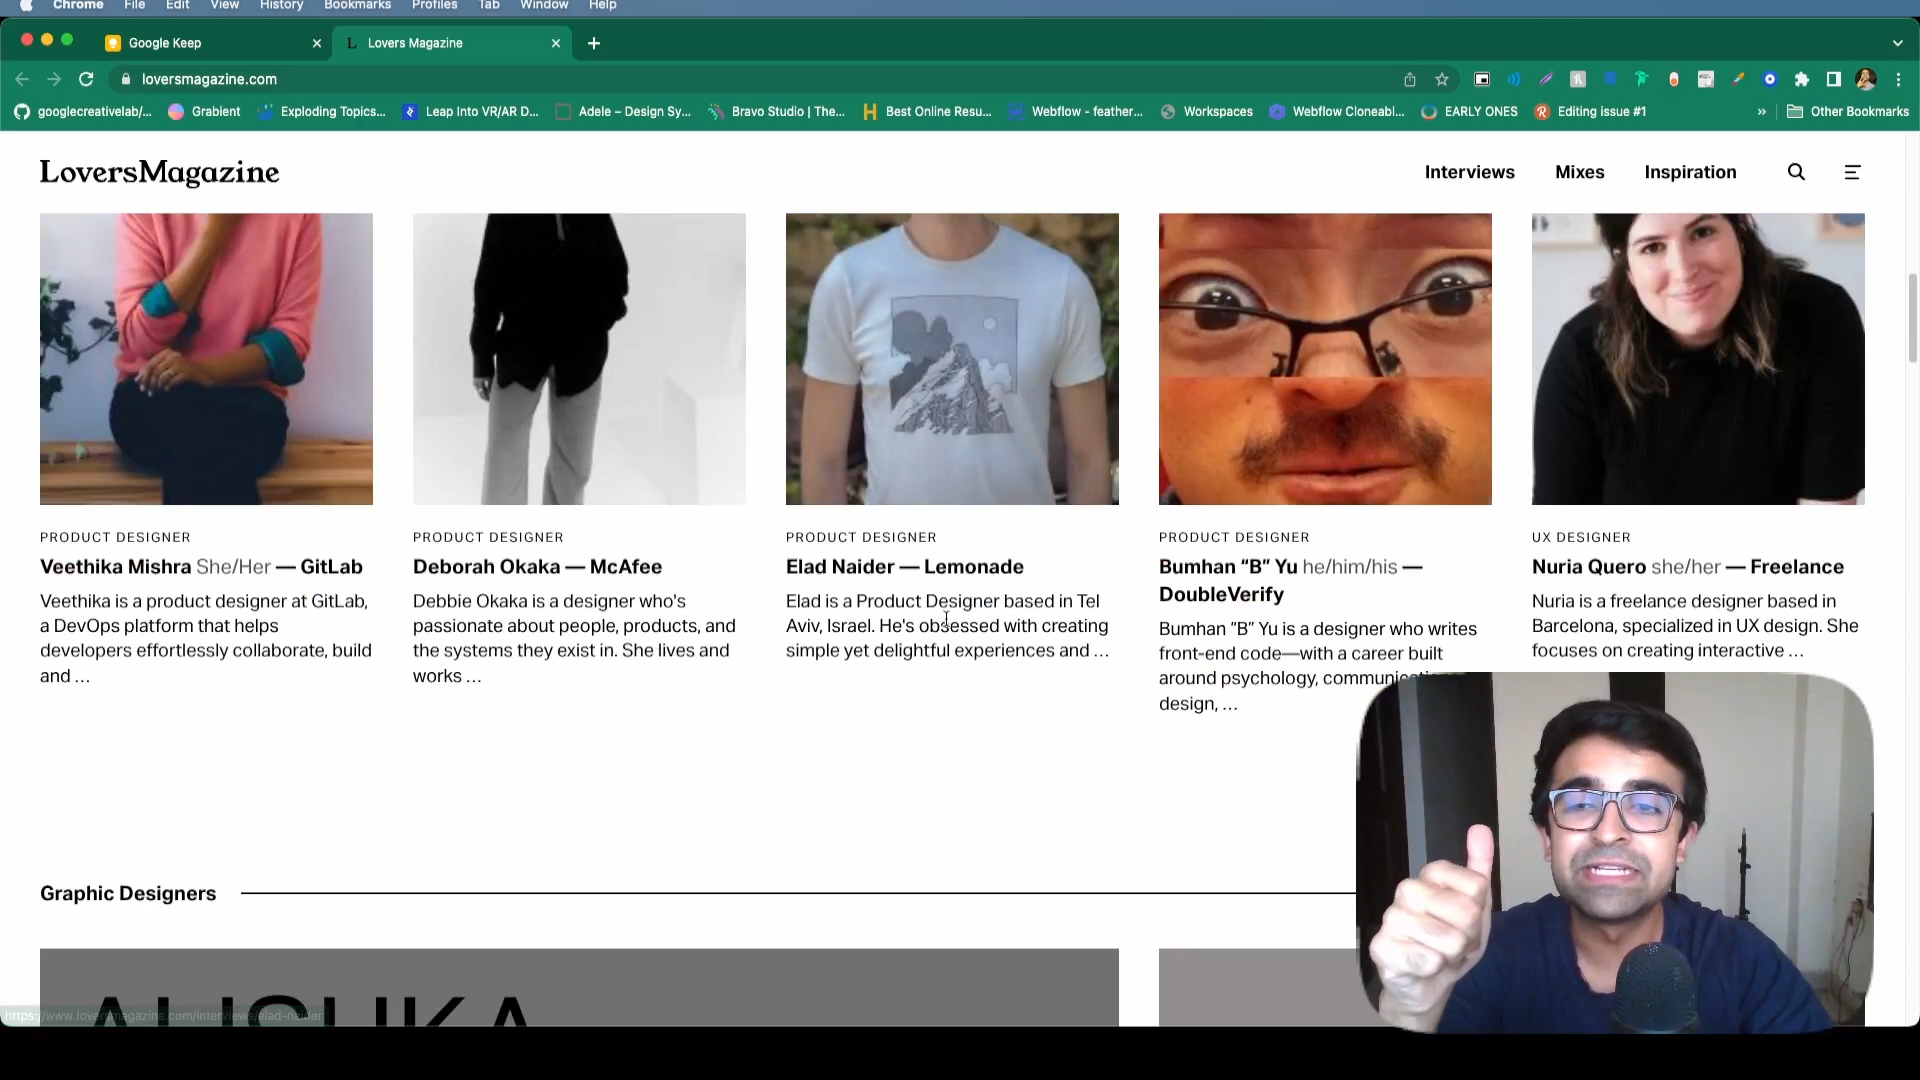 Chrome File Edit View History Bookmarks Profiles Tab Window Help
Google Keep
L Lovers Magazine
loversmagazine.com
googlecreativelab/...
Grabient
Exploding Topics...
Leap Into VR/AR D...
Adele – Design Sy...
Bravo Studio | The...
Best Online Resu...
Webflow - feather...
Workspaces
Webflow Cloneabl...
EARLY ONES
Editing issue #1
»
Other Bookmarks
LoversMagazine
Interviews
Mixes
Inspiration
PRODUCT DESIGNER
Veethika Mishra She/Her — GitLab
Veethika is a product designer at GitLab,
a DevOps platform that helps
developers effortlessly collaborate, build
and ...
PRODUCT DESIGNER
Deborah Okaka — McAfee
Debbie Okaka is a designer who's
passionate about people, products, and
the systems they exist in. She lives and
works ...
PRODUCT DESIGNER
Elad Naider — Lemonade
Elad is a Product Designer based in Tel
Aviv, Israel. He's obsessed with creating
simple yet delightful experiences and ...
PRODUCT DESIGNER
Bumhan “B” Yu he/him/his —
DoubleVerify
Bumhan “B” Yu is a designer who writes
front-end code—with a career built
around psychology,
design, ...
UX DESIGNER
Nuria Quero she/her — Freelance
Nuria is a freelance designer based in
Barcelona, specialized in UX design. She
focuses on creating interactive ...
Graphic Designers
https://www.loversmagazine.com/interviews/elad-naider